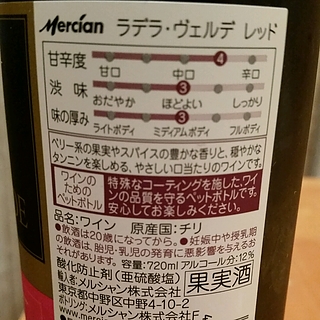 Mercian ラデラ・ヴェルデ レッド
甘辛度 4
甘口 中口 辛口
渋味 3
おだやか ほどよい しっかり
味の厚み 3
ライトボディ ミディアムボディ フルボディ
ベリー系の果実やスパイスの豊かな香りと、穏やかな
タンニンを楽しめる、やさしい口当たりのワインです。
ワインの
ための
ペットボトル
特殊なコーティングを施した、ワイ
ンの品質を守るペットボトルです。
安心してお楽しみください。
品名:ワイン 原産国:チリ
●飲酒は20歳になってから。●妊娠中や授乳期
の飲酒は、胎児・乳児の発育に悪影響を与えるお
それがあります。容量:720ml アルコール分:12%
酸化防止剤(亜硫酸塩)
輸入者:メルシャン株式会社
東京都中野区中野4-10-2
ボトリング:メルシャン株式会社
果実酒
www.mercian